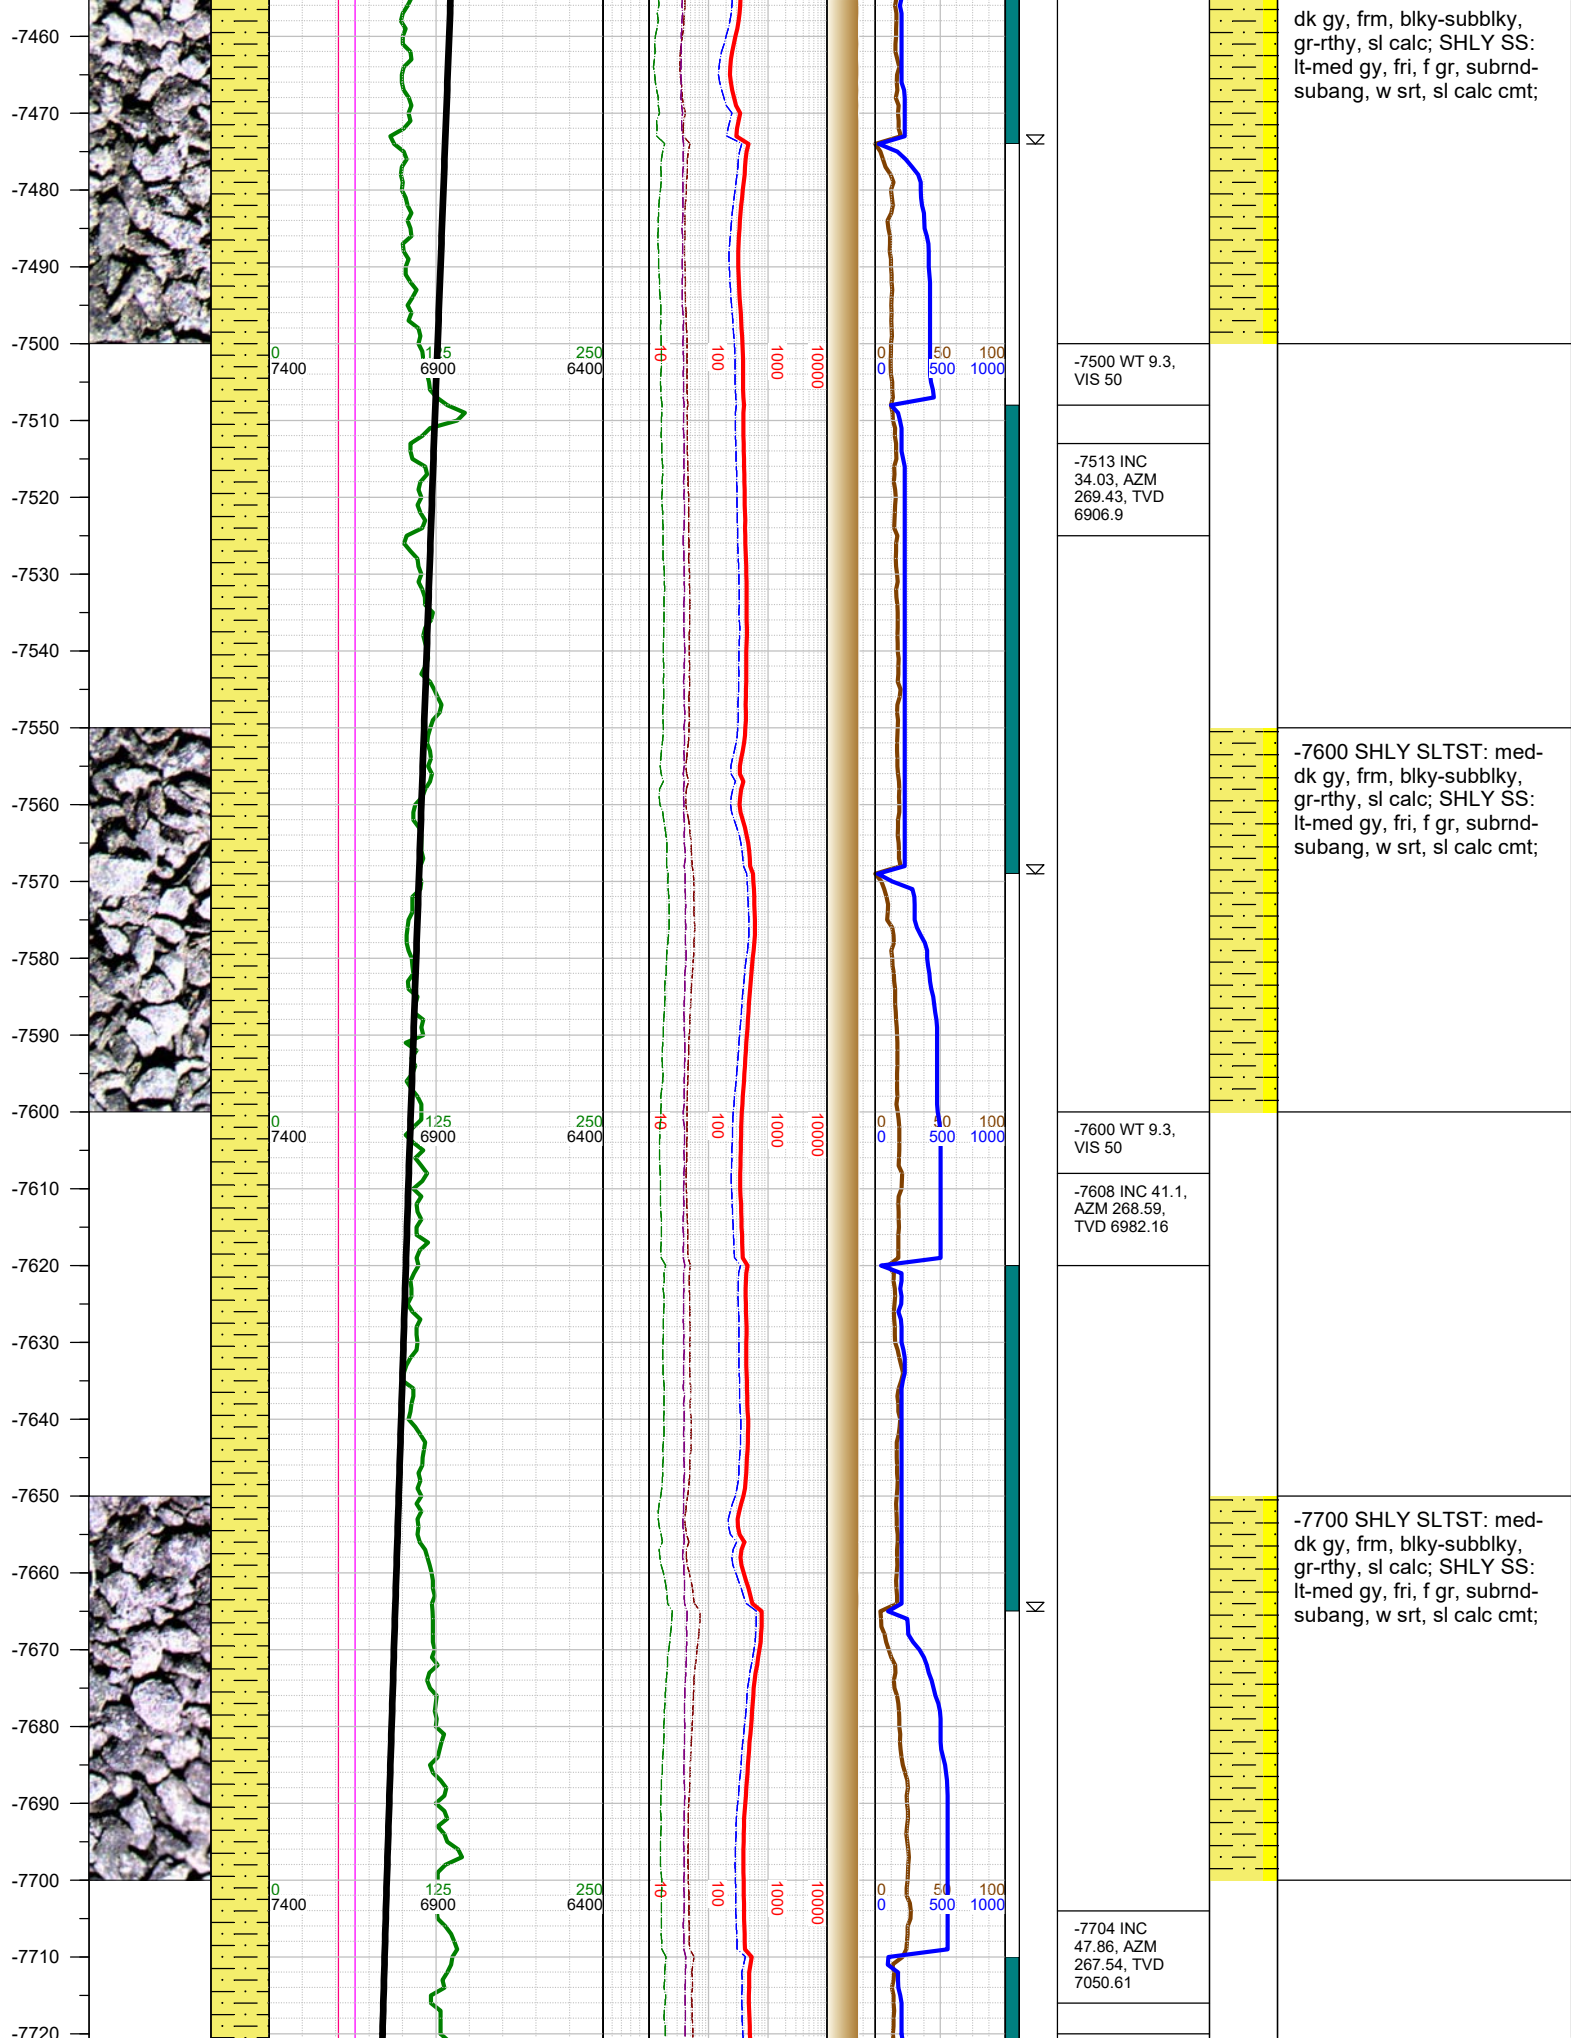 dk gy, frm, blky-subblky,
gr-rthy, sl calc; SHLY SS:
lt-med gy, fri, f gr, subrnd-
subang, w srt, sl calc cmt;
-7460
-7470
-7480
-7490
-7500
0 125 250 10 100 1000 10000 0 50 100
7400 6900 6400 0 500 1000
-7500 WT 9.3,
VIS 50
-7510
-7513 INC
34.03, AZM
269.43, TVD
6906.9
-7520
-7530
-7540
-7550
-7600 SHLY SLTST: med-
dk gy, frm, blky-subblky,
gr-rthy, sl calc; SHLY SS:
lt-med gy, fri, f gr, subrnd-
subang, w srt, sl calc cmt;
-7560
-7570
-7580
-7590
-7600
0 125 250 10 100 1000 10000 0 50 100
7400 6900 6400 0 500 1000
-7600 WT 9.3,
VIS 50
-7610
-7608 INC 41.1,
AZM 268.59,
TVD 6982.16
-7620
-7630
-7640
-7650
-7700 SHLY SLTST: med-
dk gy, frm, blky-subblky,
gr-rthy, sl calc; SHLY SS:
lt-med gy, fri, f gr, subrnd-
subang, w srt, sl calc cmt;
-7660
-7670
-7680
-7690
-7700
0 125 250 10 100 1000 10000 0 50 100
7400 6900 6400 0 500 1000
-7704 INC
47.86, AZM
267.54, TVD
7050.61
-7710
-7720